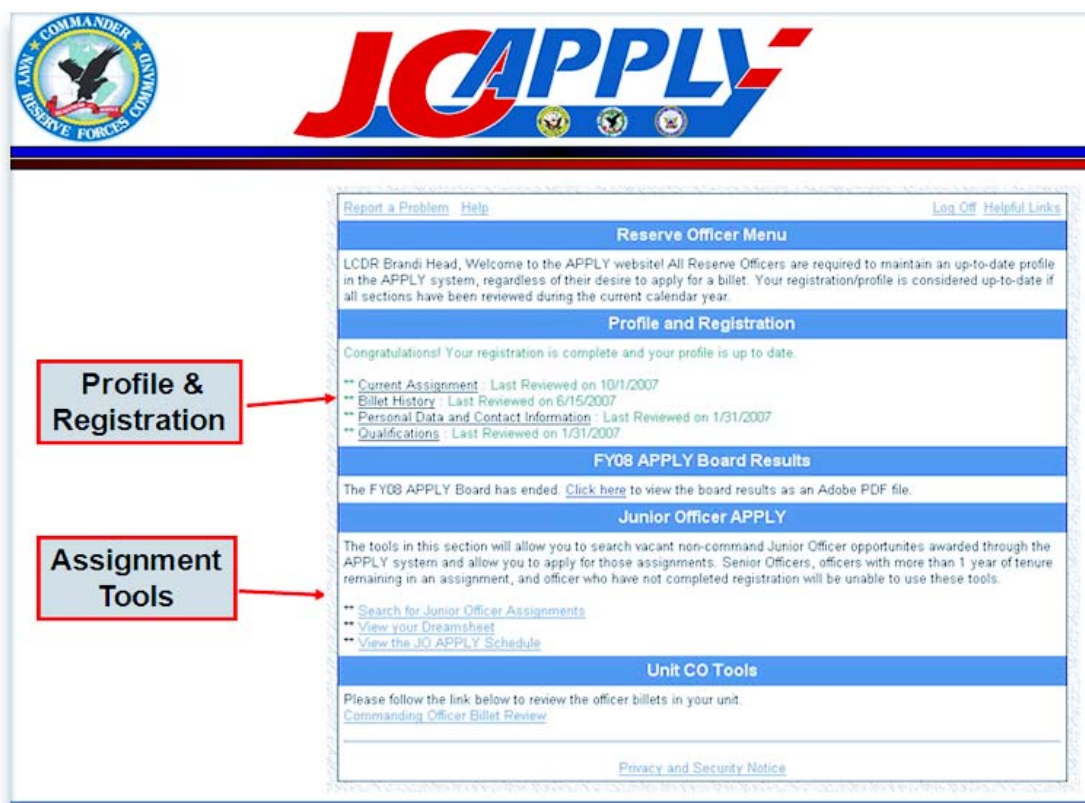 COMMANDER
NAVY RESERVE FORCES COMMAND
JOAPPLY
Report a Problem Help Log Off Helpful Links
Reserve Officer Menu
LCDR Brandi Head, Welcome to the APPLY website! All Reserve Officers are required to maintain an up-to-date profile
in the APPLY system, regardless of their desire to apply for a billet. Your registration/profile is considered up-to-date if
all sections have been reviewed during the current calendar year.
Profile and Registration
Congratulations! Your registration is complete and your profile is up to date.
Profile &
Registration
** Current Assignment : Last Reviewed on 10/1/2007
** Billet History : Last Reviewed on 6/15/2007
** Personal Data and Contact Information : Last Reviewed on 1/31/2007
** Qualifications : Last Reviewed on 1/31/2007
FY08 APPLY Board Results
The FY08 APPLY Board has ended. Click here to view the board results as an Adobe PDF file.
Junior Officer APPLY
Assignment
Tools
The tools in this section will allow you to search vacant non-command Junior Officer opportunites awarded through the
APPLY system and allow you to apply for those assignments. Senior Officers, officers with more than 1 year of tenure
remaining in an assignment, and officer who have not completed registration will be unable to use these tools.
** Search for Junior Officer Assignments
** View your Dreamsheet
** View the JO APPLY Schedule
Unit CO Tools
Please follow the link below to review the officer billets in your unit.
Commanding Officer Billet Review
Privacy and Security Notice